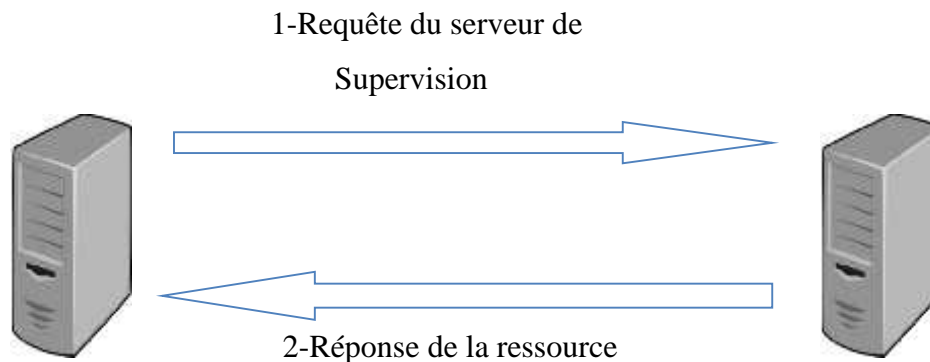 1-Requête du serveur de
Supervision
2-Réponse de la ressource